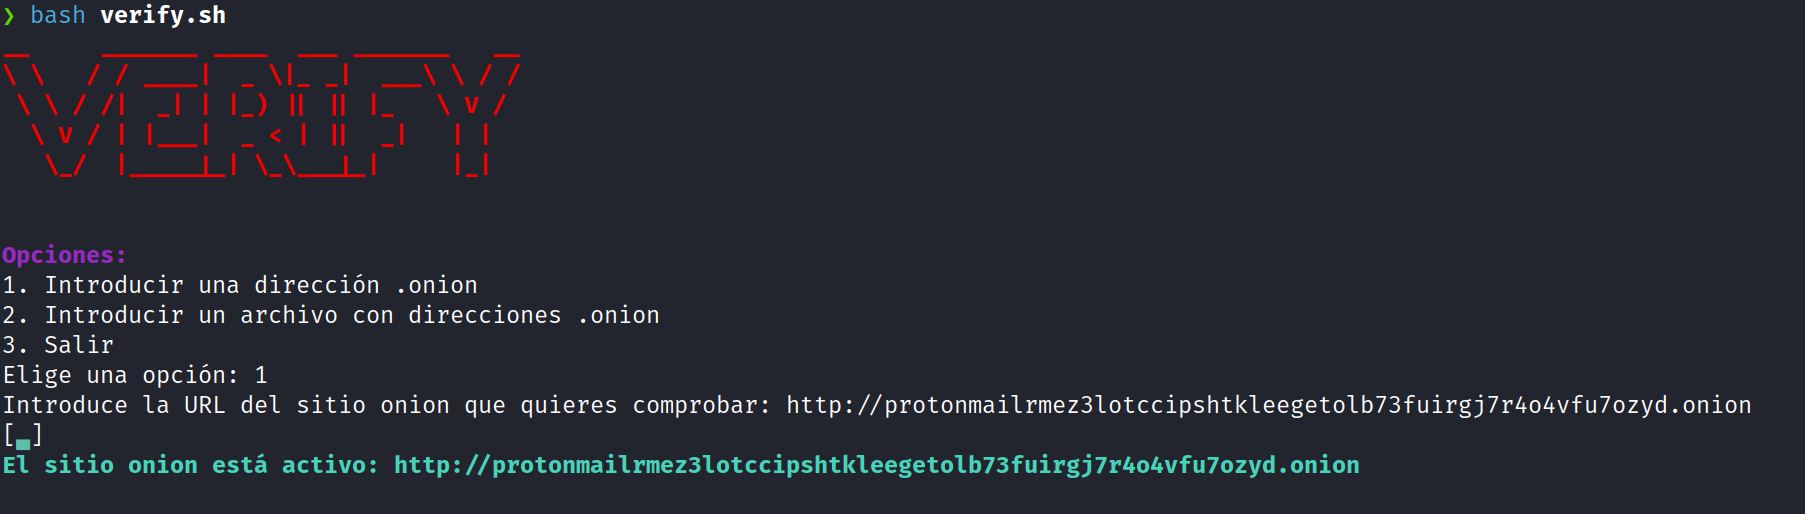 ❯ bash verify.sh
VERIFY
Opciones:
1. Introducir una dirección .onion
2. Introducir un archivo con direcciones .onion
3. Salir
Elige una opción: 1
Introduce la URL del sitio onion que quieres comprobar: http://protonmailrmez3lotccipshtkleegetolb73fuirgj7r4o4vfu7ozyd.onion
[▄]
El sitio onion está activo: http://protonmailrmez3lotccipshtkleegetolb73fuirgj7r4o4vfu7ozyd.onion